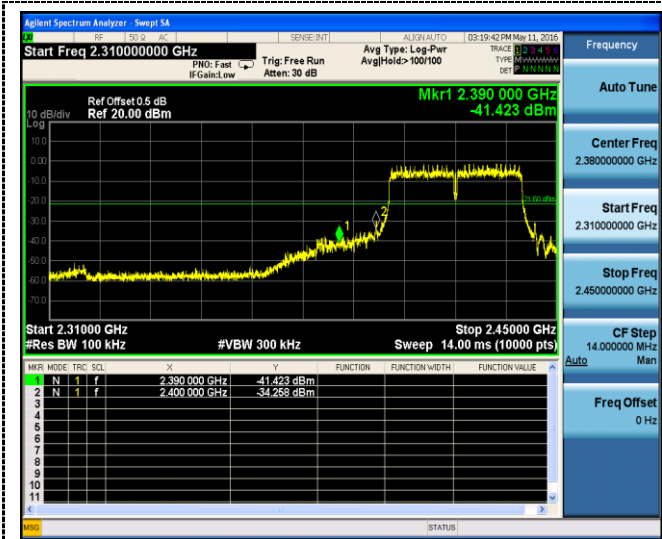 Agilent Spectrum Analyzer - Swept SA
RF 50 Ω AC SENSE:INT ALIGNAUTO 03:19:42 PM May 11, 2016
Start Freq 2.310000000 GHz
PNO: Fast
IFGain:Low
Trig: Free Run
Atten: 30 dB
Avg Type: Log-Pwr
Avg|Hold:> 100/100
TRACE 1 2 3 4 5 6
TYPE M
DET P N N N N N
Ref Offset 0.5 dB
10 dB/div Ref 20.00 dBm
Log
Mkr1 2.390 000 GHz
-41.423 dBm
10.0
0.00
-10.0
-20.0
-30.0
-40.0
-50.0
-60.0
-70.0
-21.60 dBm
1
2
Start 2.31000 GHz Stop 2.45000 GHz
#Res BW 100 kHz #VBW 300 kHz Sweep 14.00 ms (10000 pts)
MKR MODE TRC SCL X Y FUNCTION FUNCTION WIDTH FUNCTION VALUE
1 N 1 f 2.390 000 GHz -41.423 dBm
2 N 1 f 2.400 000 GHz -34.258 dBm
3
4
5
6
7
8
9
10
11
MSG STATUS
Frequency
Auto Tune
Center Freq
2.380000000 GHz
Start Freq
2.310000000 GHz
Stop Freq
2.450000000 GHz
CF Step
14.000000 MHz
Auto Man
Freq Offset
0 Hz